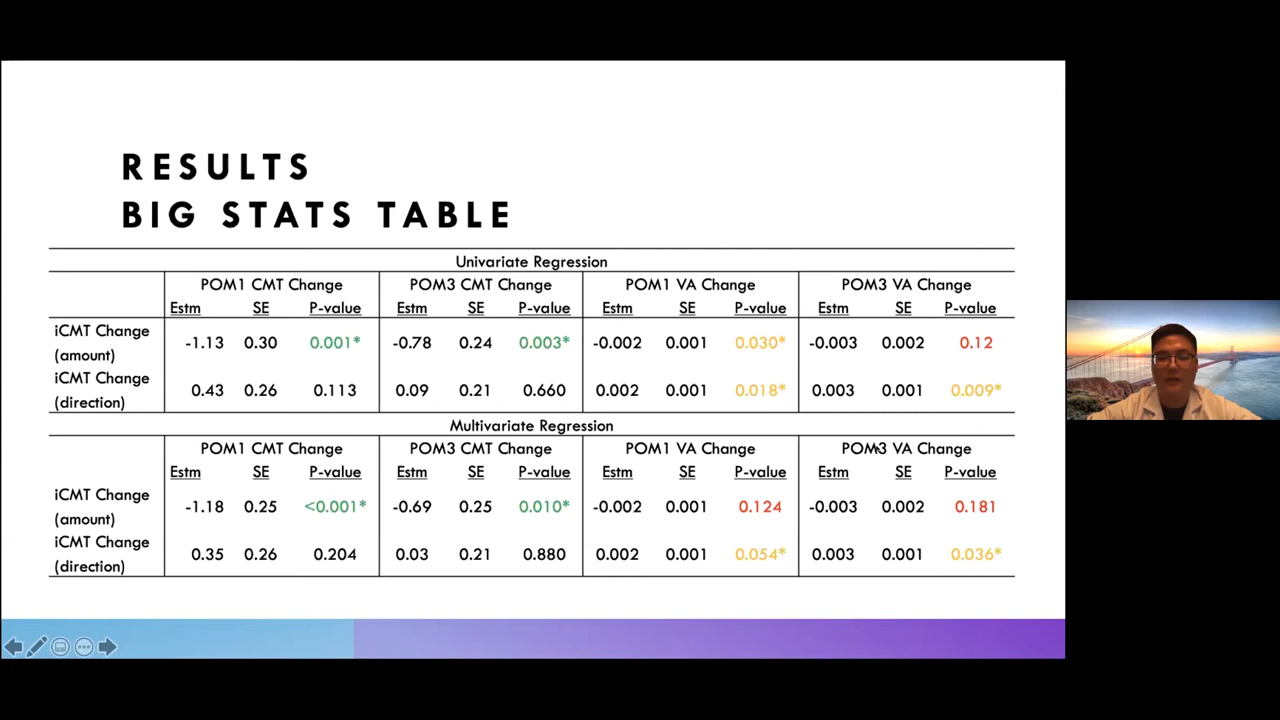 RESULTS
BIG STATS TABLE
Univariate Regression
POM1 CMT Change POM3 CMT Change POM1 VA Change POM3 VA Change
Estm SE P-value Estm SE P-value Estm SE P-value Estm SE P-value
iCMT Change (amount) -1.13 0.30 0.001* -0.78 0.24 0.003* -0.002 0.001 0.030* -0.003 0.002 0.12
iCMT Change (direction) 0.43 0.26 0.113 0.09 0.21 0.660 0.002 0.001 0.018* 0.003 0.001 0.009*
Multivariate Regression
POM1 CMT Change POM3 CMT Change POM1 VA Change POM3 VA Change
Estm SE P-value Estm SE P-value Estm SE P-value Estm SE P-value
iCMT Change (amount) -1.18 0.25 <0.001* -0.69 0.25 0.010* -0.002 0.001 0.124 -0.003 0.002 0.181
iCMT Change (direction) 0.35 0.26 0.204 0.03 0.21 0.880 0.002 0.001 0.054* 0.003 0.001 0.036*